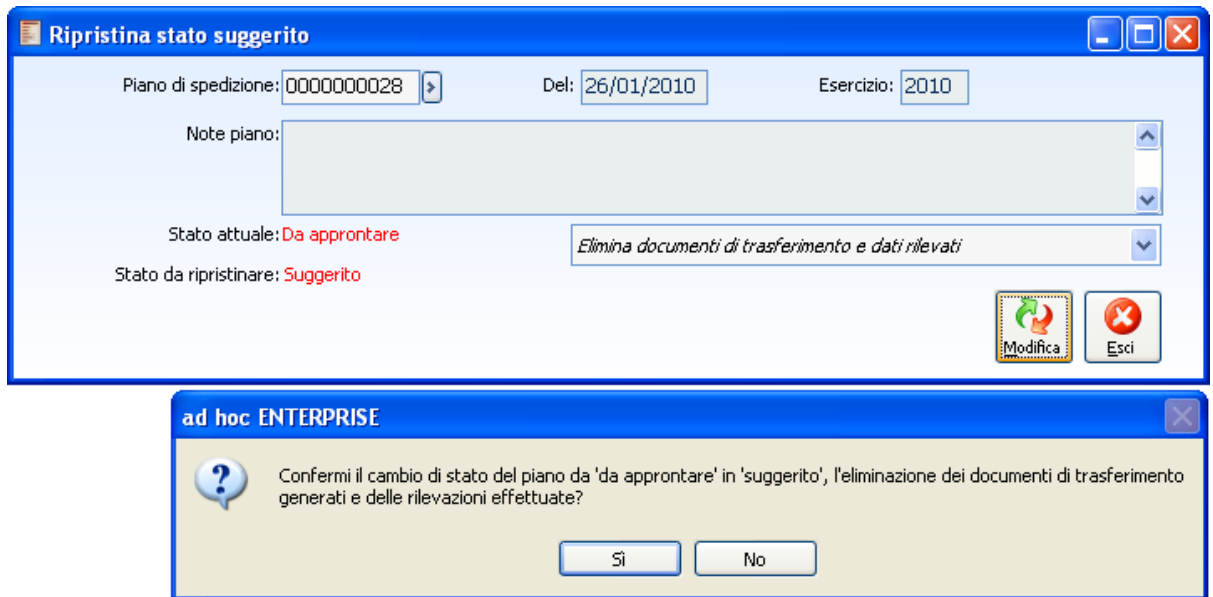 Ripristina stato suggerito
Piano di spedizione: 0000000028 Del: 26/01/2010 Esercizio: 2010
Note piano:
Stato attuale: Da approntare Elimina documenti di trasferimento e dati rilevati
Stato da ripristinare: Suggerito
Modifica Esci
ad hoc ENTERPRISE
Confermi il cambio di stato del piano da 'da approntare' in 'suggerito', l'eliminazione dei documenti di trasferimento
generati e delle rilevazioni effettuate?
Sì No